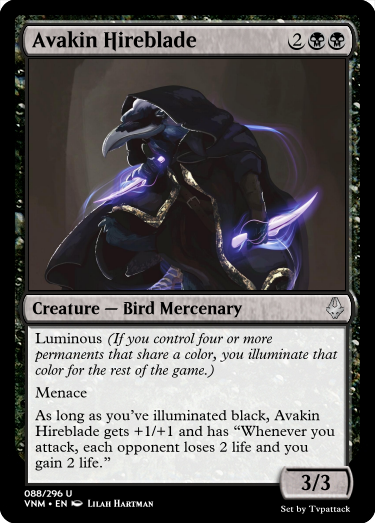 Avakin Hireblade 2
Creature — Bird Mercenary
Luminous (If you control four or more
permanents that share a color, you illuminate that
color for the rest of the game.)
Menace
As long as you’ve illuminated black, Avakin
Hireblade gets +1/+1 and has “Whenever you
attack, each opponent loses 2 life and you
gain 2 life.”
3/3
088/296 U
VNM • EN Lilah Hartman
Set by Tvpattack